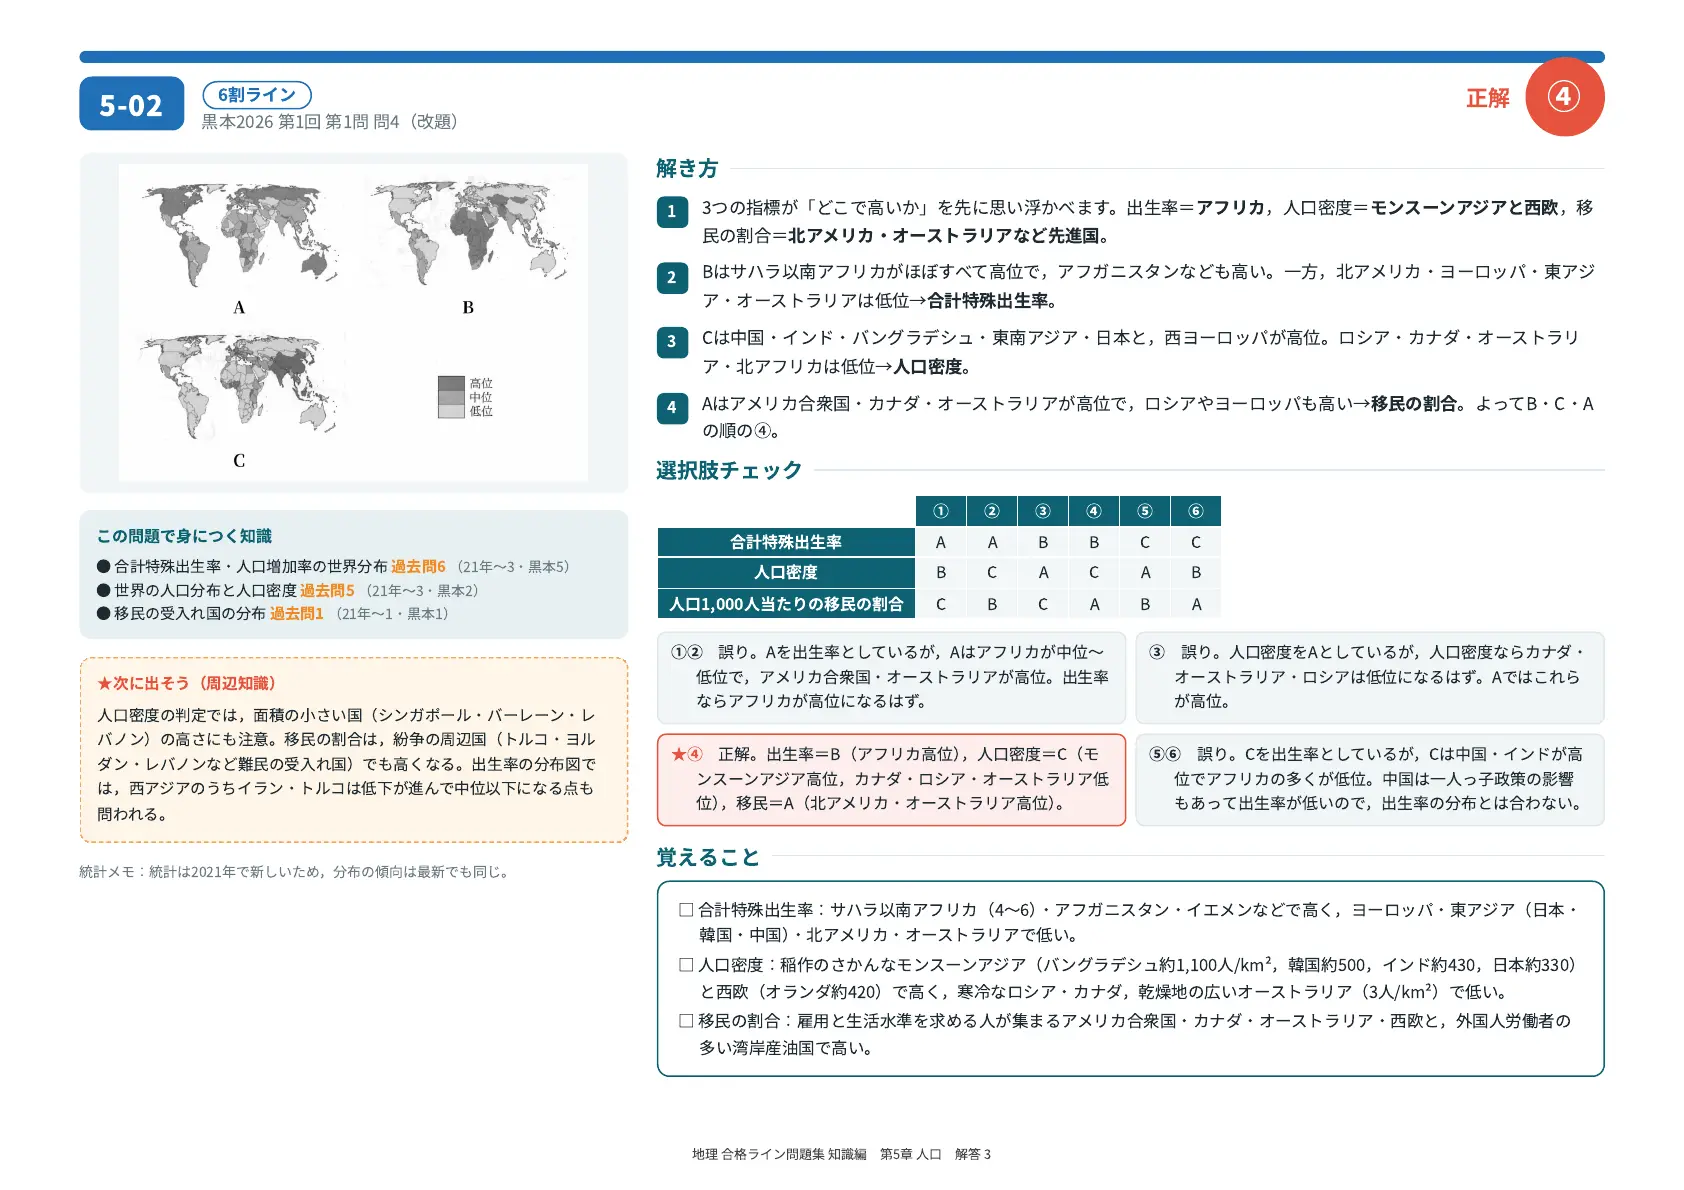 5-02
6割ライン
黒本2026 第1回 第1問 問4（改題）
正解 ④
A
B
C
高位
中位
低位
この問題で身につく知識
● 合計特殊出生率・人口増加率の世界分布 過去問6（21年〜3・黒本5）
● 世界の人口分布と人口密度 過去問5（21年〜3・黒本2）
● 移民の受入れ国の分布 過去問1（21年〜1・黒本1）
★次に出そう（周辺知識）
人口密度の判定では，面積の小さい国（シンガポール・バーレーン・レ
バノン）の高さにも注意。移民の割合は，紛争の周辺国（トルコ・ヨル
ダン・レバノンなど難民の受入れ国）でも高くなる。出生率の分布図で
は，西アジアのうちイラン・トルコは低下が進んで中位以下になる点も
問われる。
統計メモ：統計は2021年で新しいため，分布の傾向は最新でも同じ。
解き方
1 3つの指標が「どこで高いか」を先に思い浮かべます。出生率＝アフリカ，人口密度＝モンスーンアジアと西欧，移
民の割合＝北アメリカ・オーストラリアなど先進国。
2 Bはサハラ以南アフリカがほぼすべて高位で，アフガニスタンなども高い。一方，北アメリカ・ヨーロッパ・東アジ
ア・オーストラリアは低位→合計特殊出生率。
3 Cは中国・インド・バングラデシュ・東南アジア・日本と，西ヨーロッパが高位。ロシア・カナダ・オーストラリ
ア・北アフリカは低位→人口密度。
4 Aはアメリカ合衆国・カナダ・オーストラリアが高位で，ロシアやヨーロッパも高い→移民の割合。よってB・C・A
の順の④。
選択肢チェック
① ② ③ ④ ⑤ ⑥
合計特殊出生率 A A B B C C
人口密度 B C A C A B
人口1,000人当たりの移民の割合 C B C A B A
①② 誤り。Aを出生率としているが，Aはアフリカが中位〜
低位で，アメリカ合衆国・オーストラリアが高位。出生率
ならアフリカが高位になるはず。
③ 誤り。人口密度をAとしているが，人口密度ならカナダ・
オーストラリア・ロシアは低位になるはず。Aではこれら
が高位。
★④ 正解。出生率＝B（アフリカ高位），人口密度＝C（モ
ンスーンアジア高位，カナダ・ロシア・オーストラリア低
位），移民＝A（北アメリカ・オーストラリア高位）。
⑤⑥ 誤り。Cを出生率としているが，Cは中国・インドが高
位でアフリカの多くが低位。中国は一人っ子政策の影響
もあって出生率が低いので，出生率の分布とは合わない。
覚えること
□ 合計特殊出生率：サハラ以南アフリカ（4〜6）・アフガニスタン・イエメンなどで高く，ヨーロッパ・東アジア（日本・
韓国・中国）・北アメリカ・オーストラリアで低い。
□ 人口密度：稲作のさかんなモンスーンアジア（バングラデシュ約1,100人/km²，韓国約500，インド約430，日本約330）
と西欧（オランダ約420）で高く，寒冷なロシア・カナダ，乾燥地の広いオーストラリア（3人/km²）で低い。
□ 移民の割合：雇用と生活水準を求める人が集まるアメリカ合衆国・カナダ・オーストラリア・西欧と，外国人労働者の
多い湾岸産油国で高い。
地理 合格ライン問題集 知識編　第5章 人口　解答 3